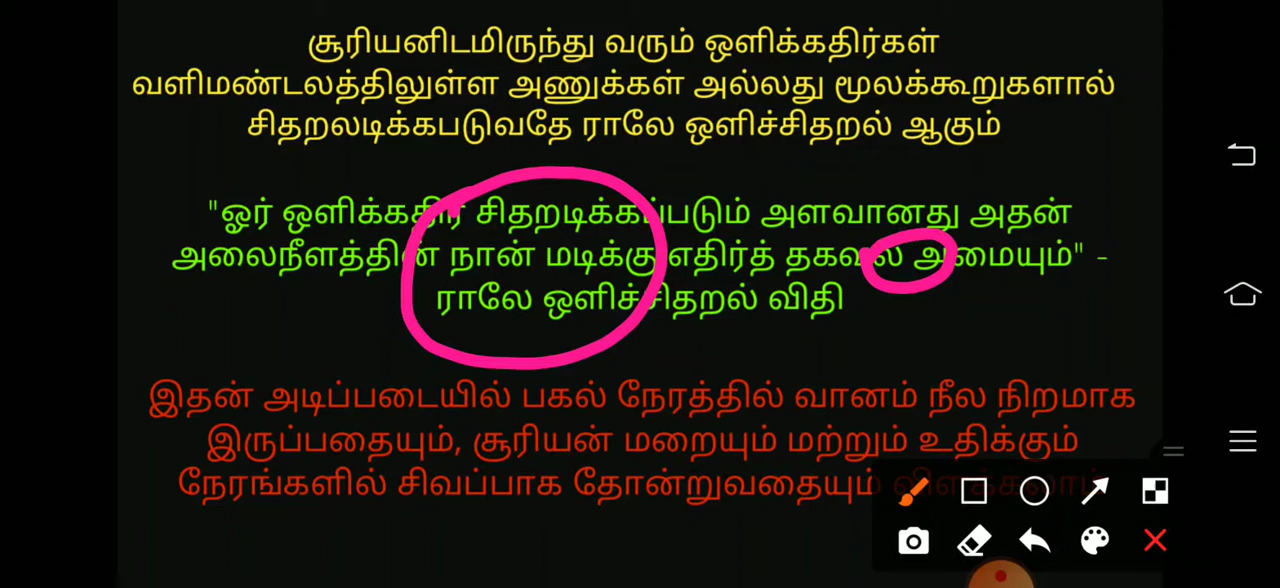 சூரியனிடமிருந்து வரும் ஒளிக்கதிர்கள்
வளிமண்டலத்திலுள்ள அணுக்கள் அல்லது மூலக்கூறுகளால்
சிதறலடிக்கபடுவதே ராலே ஒளிச்சிதறல் ஆகும்
"ஓர் ஒளிக்கதிர் சிதறடிக்கப்படும் அளவானது அதன்
அலைநீளத்தின் நான் மடிக்கு எதிர்த் தகவல் அமையும்" -
ராலே ஒளிச்சிதறல் விதி
இதன் அடிப்படையில் பகல் நேரத்தில் வானம் நீல நிறமாக
இருப்பதையும், சூரியன் மறையும் மற்றும் உதிக்கும்
நேரங்களில் சிவப்பாக தோன்றுவதையும்